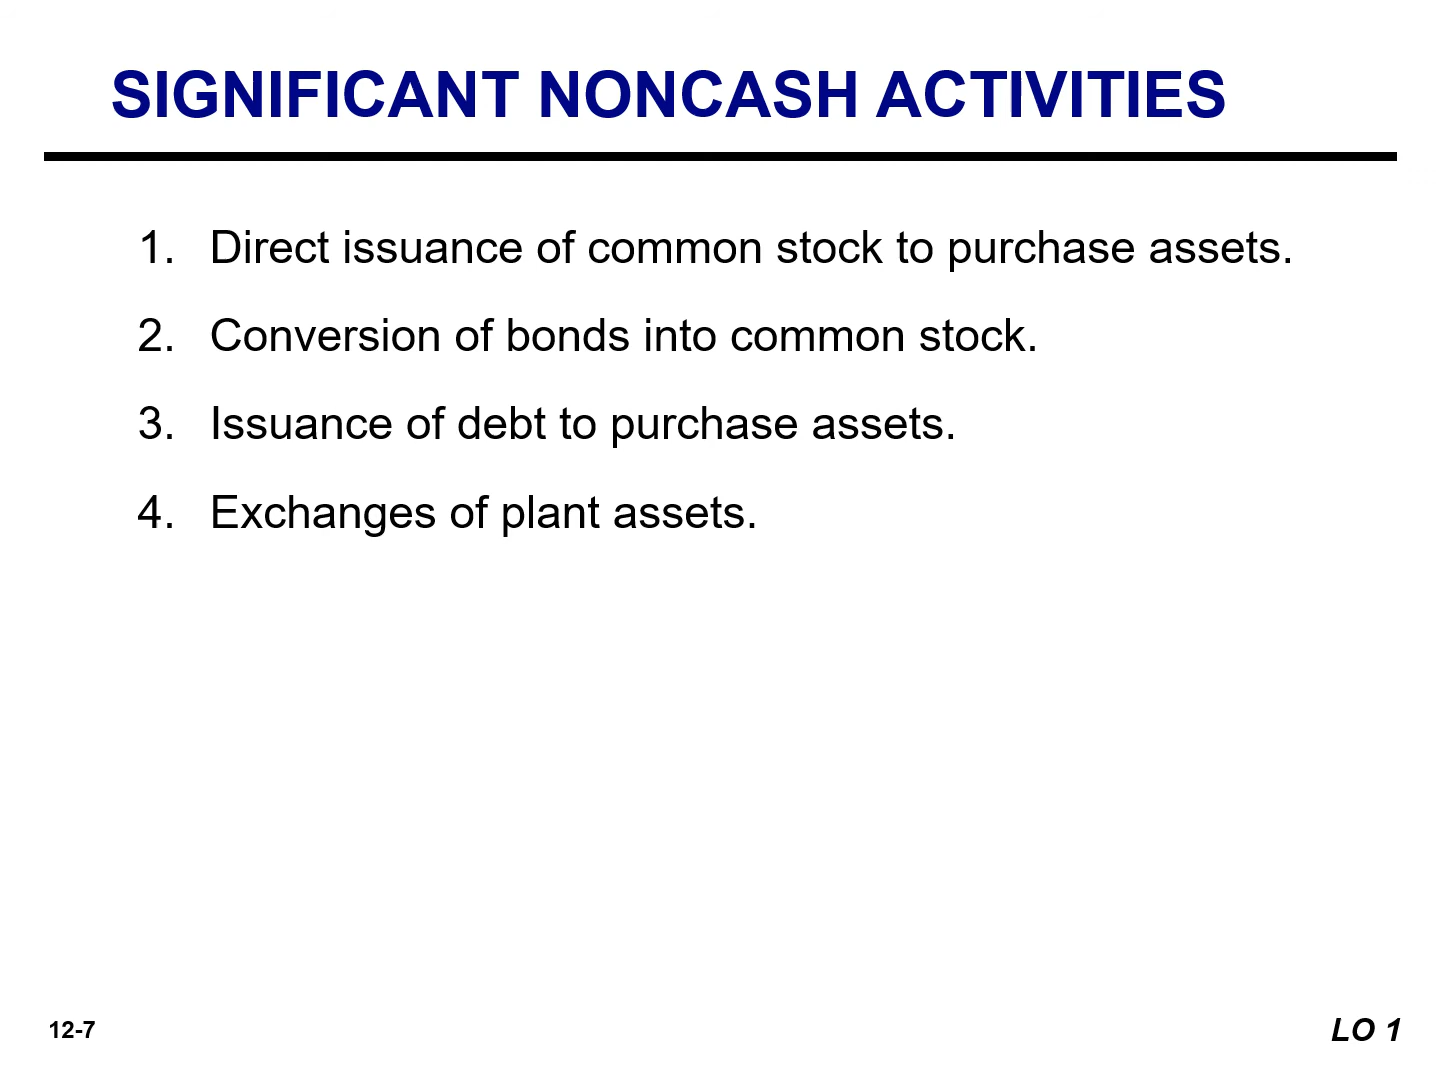 SIGNIFICANT NONCASH ACTIVITIES
1. Direct issuance of common stock to purchase assets.
2. Conversion of bonds into common stock.
3. Issuance of debt to purchase assets.
4. Exchanges of plant assets.
12-7
LO 1